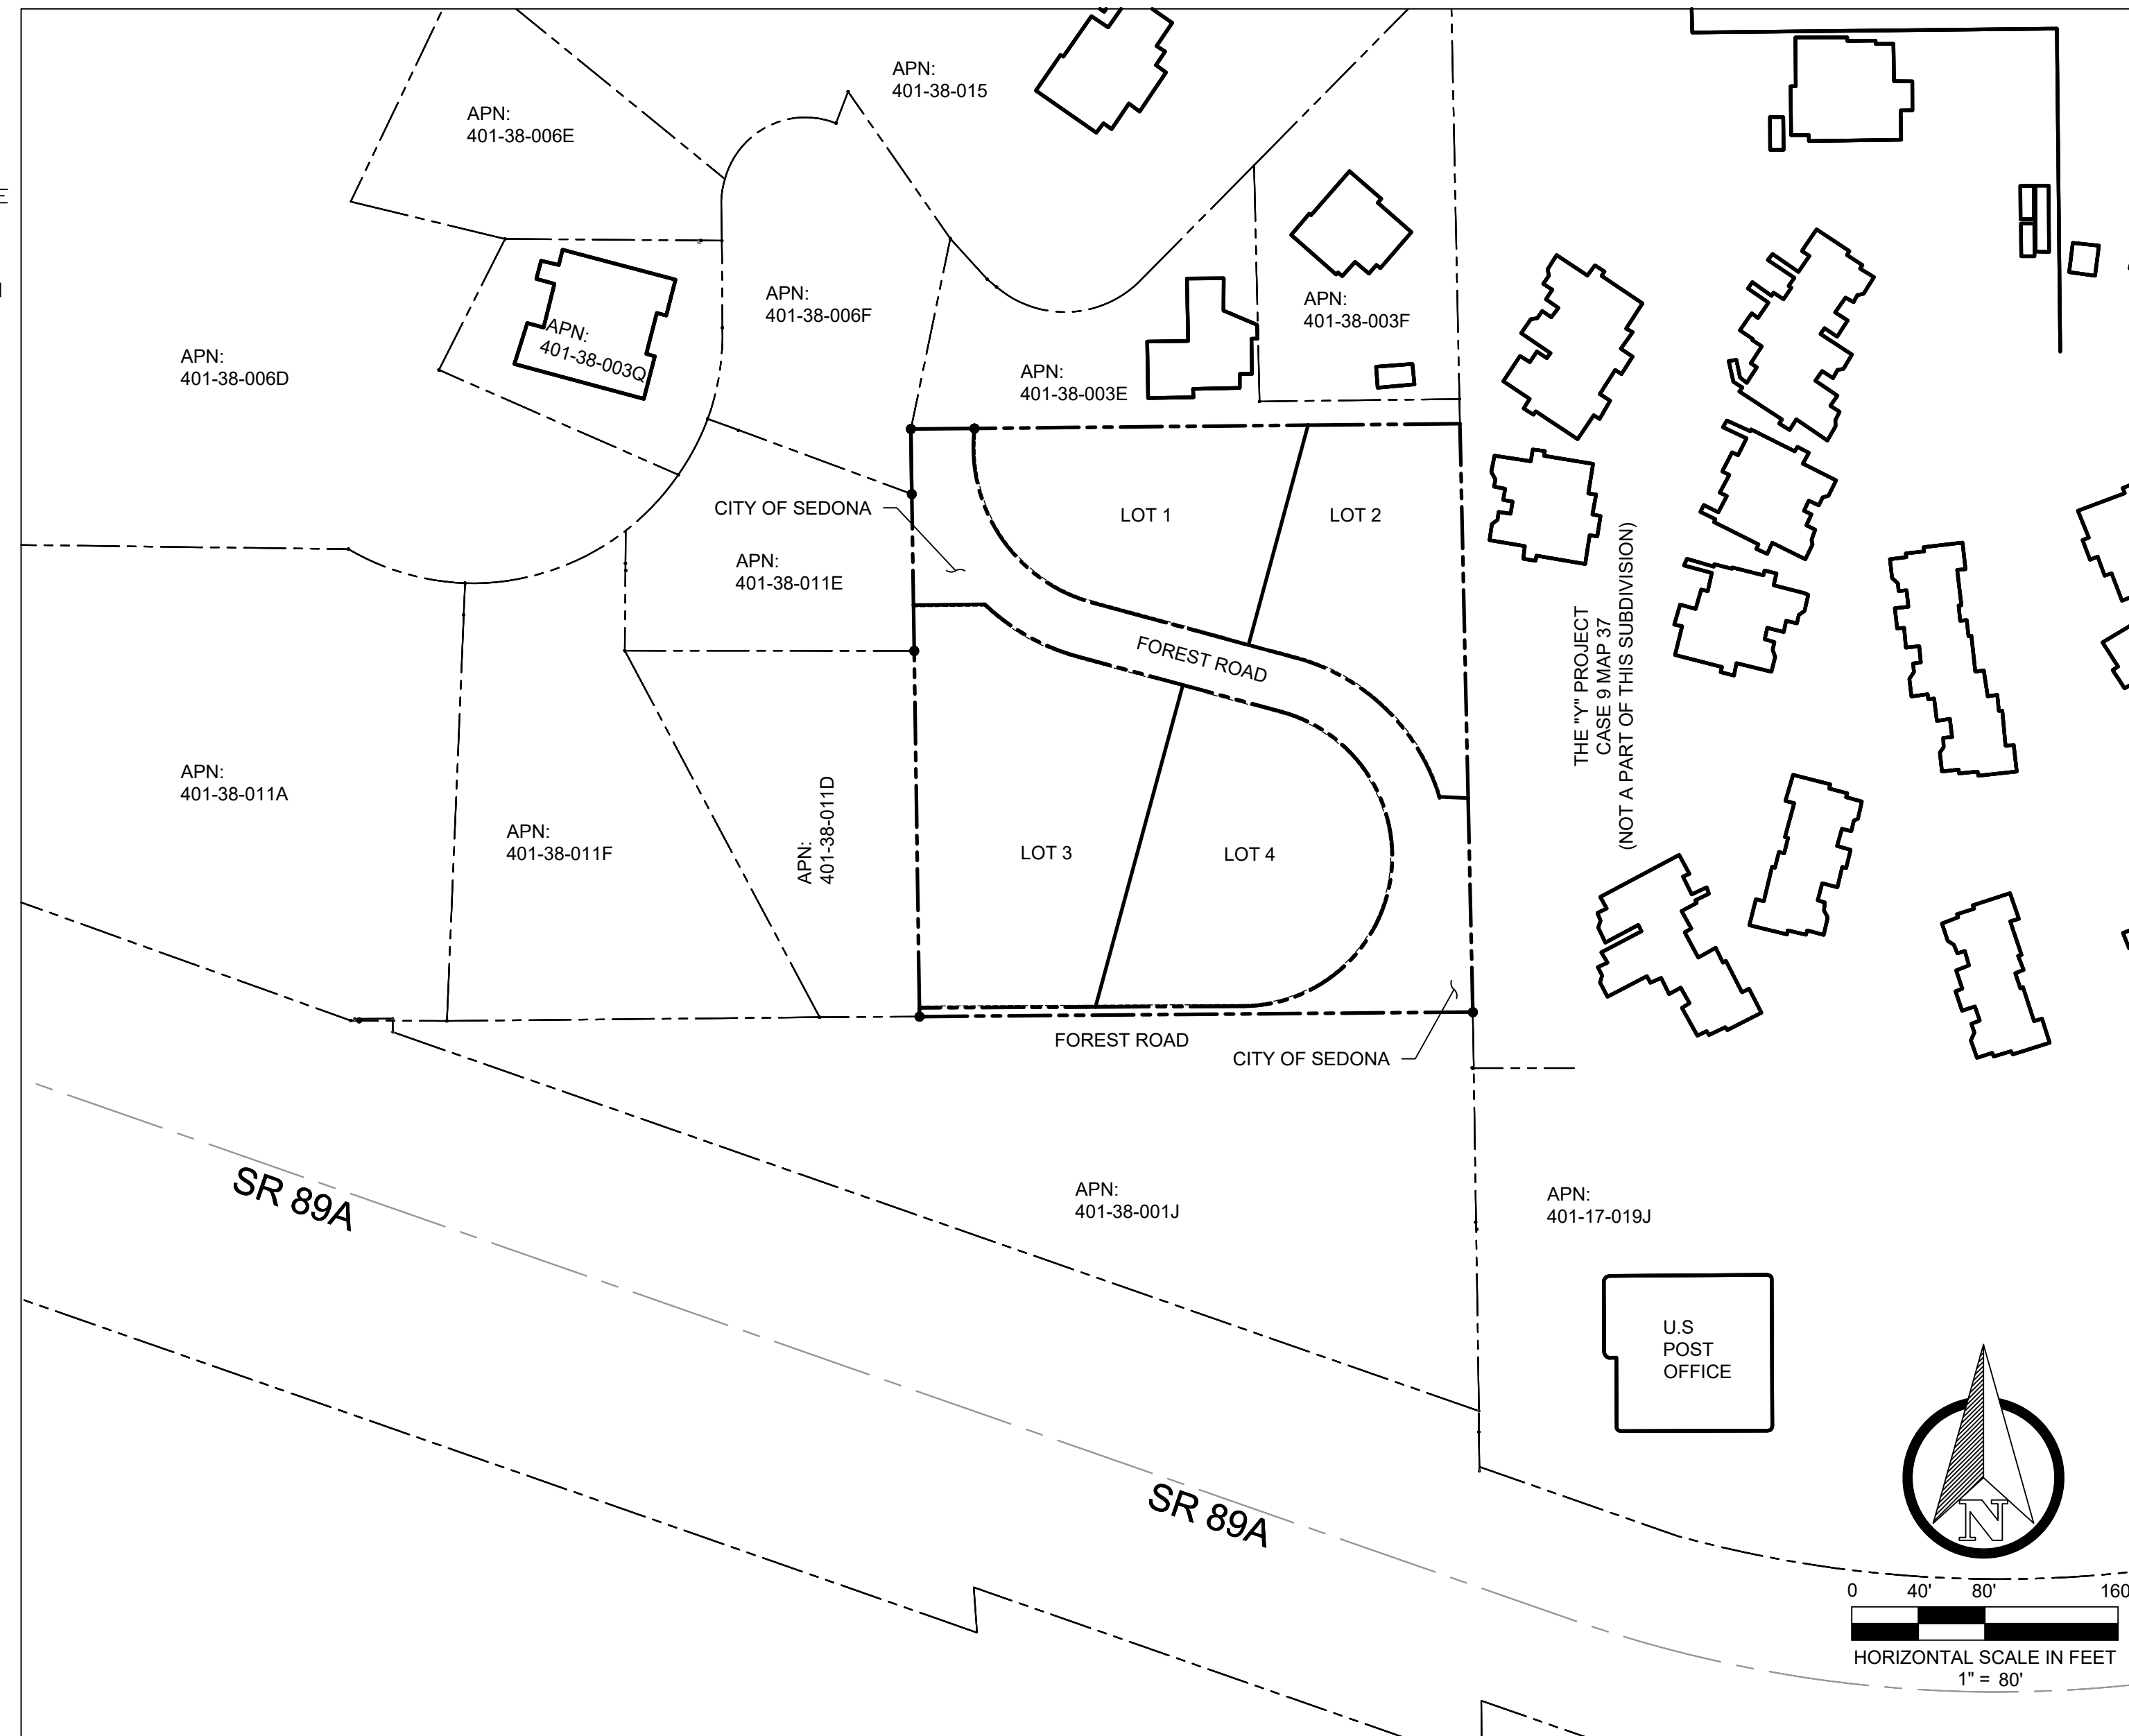 APN:
401-38-015
APN:
401-38-006E
APN:
401-38-006F
APN:
401-38-003F
APN:
401-38-003Q
APN:
401-38-006D
APN:
401-38-003E
CITY OF SEDONA
LOT 1
LOT 2
APN:
401-38-011E
FOREST ROAD
THE "Y" PROJECT
CASE 9 MAP 37
(NOT A PART OF THIS SUBDIVISION)
APN:
401-38-011A
APN:
401-38-011F
APN:
401-38-011D
LOT 3
LOT 4
FOREST ROAD
CITY OF SEDONA
SR 89A
APN:
401-38-001J
APN:
401-17-019J
U.S
POST
OFFICE
SR 89A
N
0 40' 80' 160
HORIZONTAL SCALE IN FEET
1" = 80'